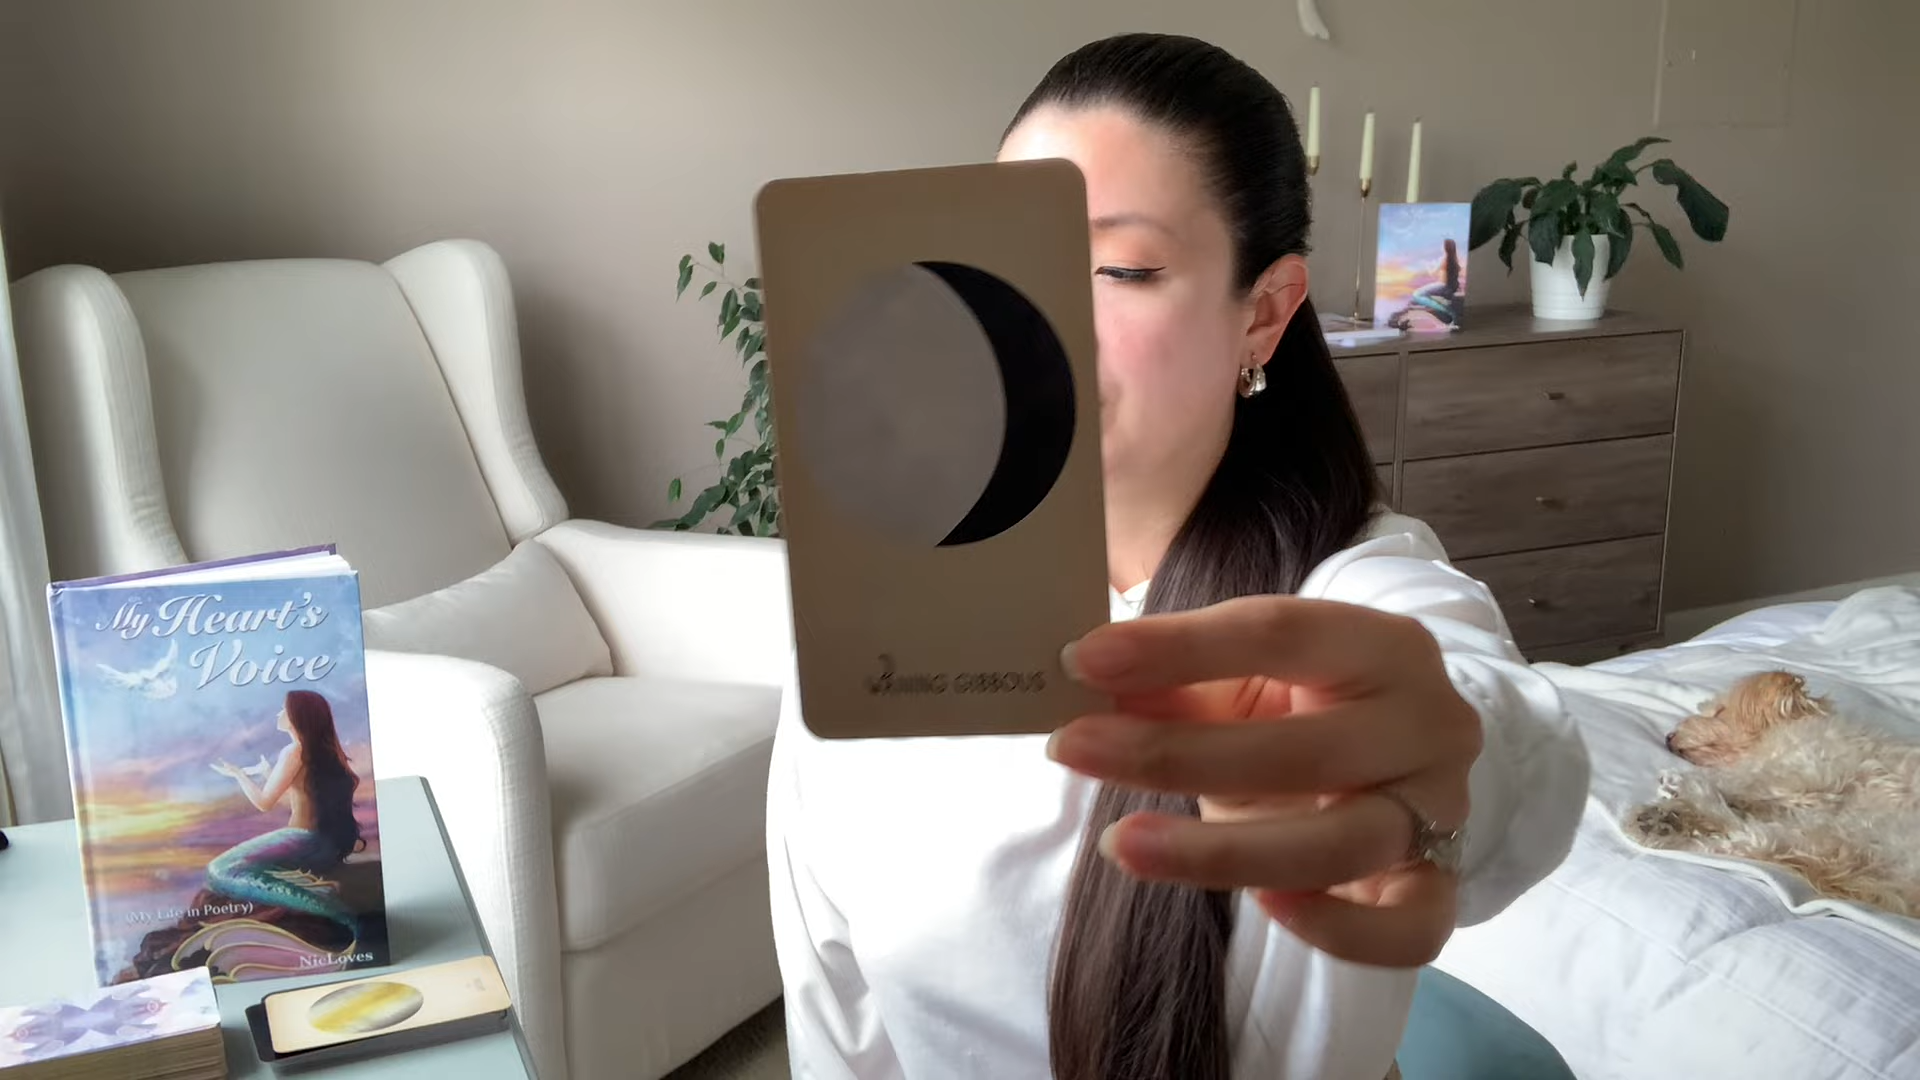 My Heart's
Voice
(My Life in Poetry)
NicLoves
GIBBOUS